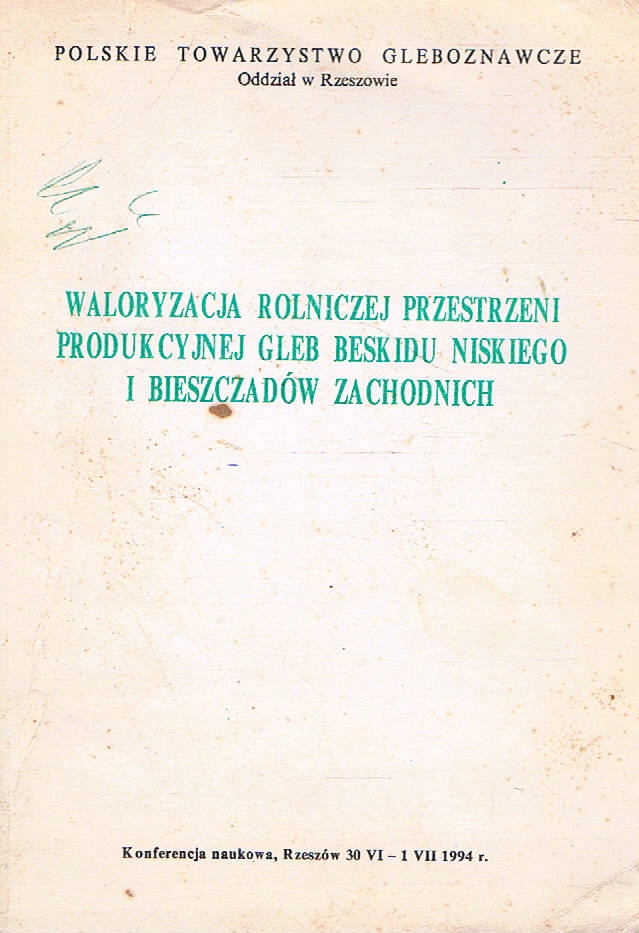 POLSKIE TOWARZYSTWO GLEBOZNAWCZE
Oddział w Rzeszowie
WALORYZACJA ROLNICZEJ PRZESTRZENI
PRODUKCYJNEJ GLEB BESKIDU NISKIEGO
I BIESZCZADÓW ZACHODNICH
Konferencja naukowa, Rzeszów 30 VI – 1 VII 1994 r.